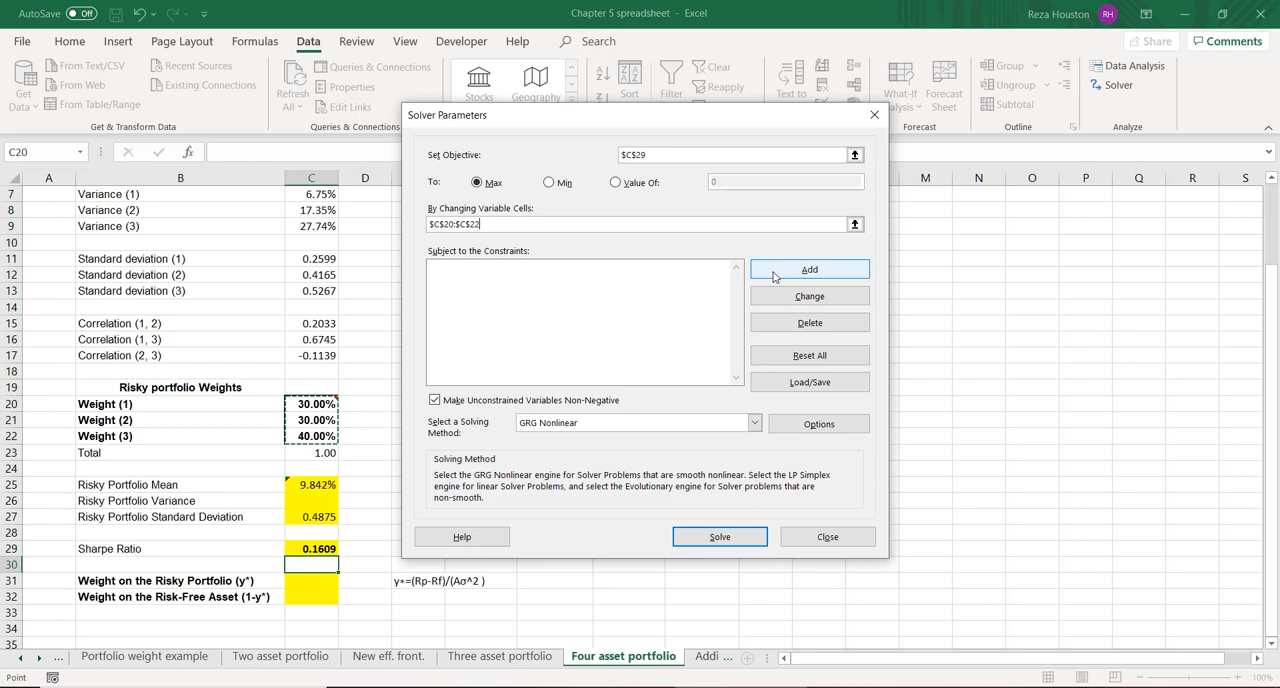 AutoSave Off Chapter 5 spreadsheet - Excel Reza Houston RH
File Home Insert Page Layout Formulas Data Review View Developer Help Search Share Comments
From Text/CSV Recent Sources Queries & Connections Clear Group Data Analysis
From Web Existing Connections Properties Reapply Ungroup Solver
From Table/Range Edit Links Subtotal
Get Data Refresh All Stocks Geography Sort Filter Text to What-If Analysis Forecast Sheet
Get & Transform Data Queries & Connections Forecast Outline Analyze
C20 fx
A B C D M N O P Q R S
7 Variance (1) 6.75%
8 Variance (2) 17.35%
9 Variance (3) 27.74%
10
11 Standard deviation (1) 0.2599
12 Standard deviation (2) 0.4165
13 Standard deviation (3) 0.5267
14
15 Correlation (1, 2) 0.2033
16 Correlation (1, 3) 0.6745
17 Correlation (2, 3) -0.1139
18
19 Risky portfolio Weights
20 Weight (1) 30.00%
21 Weight (2) 30.00%
22 Weight (3) 40.00%
23 Total 1.00
24
25 Risky Portfolio Mean 9.842%
26 Risky Portfolio Variance
27 Risky Portfolio Standard Deviation 0.4875
28
29 Sharpe Ratio 0.1609
30
31 Weight on the Risky Portfolio (y*) y*=(Rp-Rf)/(Aσ^2 )
32 Weight on the Risk-Free Asset (1-y*)
33
34
35
Solver Parameters
Set Objective: $C$29
To: Max Min Value Of: 0
By Changing Variable Cells:
$C$20:$C$22
Subject to the Constraints:
Add
Change
Delete
Reset All
Load/Save
Make Unconstrained Variables Non-Negative
Select a Solving Method: GRG Nonlinear Options
Solving Method
Select the GRG Nonlinear engine for Solver Problems that are smooth nonlinear. Select the LP Simplex
engine for linear Solver Problems, and select the Evolutionary engine for Solver problems that are
non-smooth.
Help Solve Close
... Portfolio weight example Two asset portfolio New eff. front. Three asset portfolio Four asset portfolio Addi ...
Point 100%